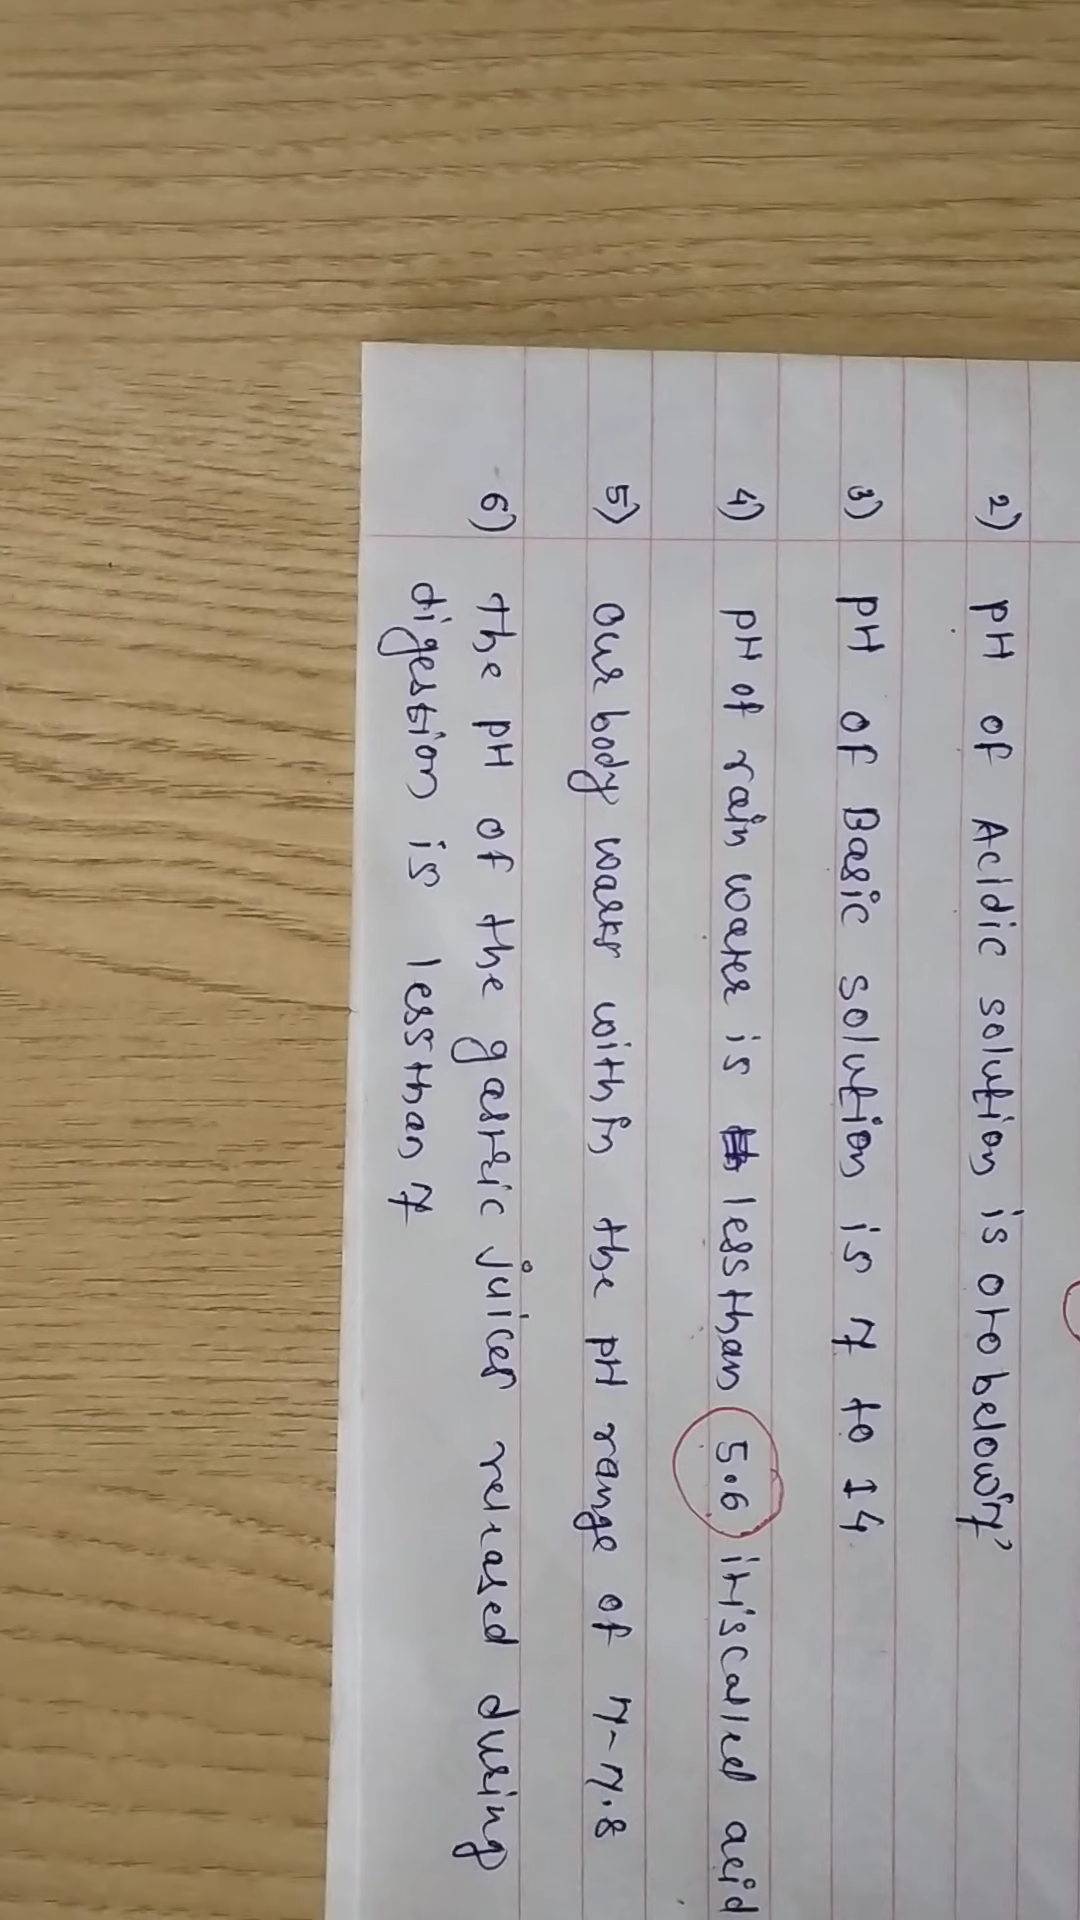 2) pH of Acidic solution is 0 to below '7'
3) pH of Basic solution is 7 to 14
4) pH of rain water is less than 5.6 it is called acid
5) our body works within the pH range of 7-7.8
6) the pH of the gastric juices relased during
digestion is less than 7